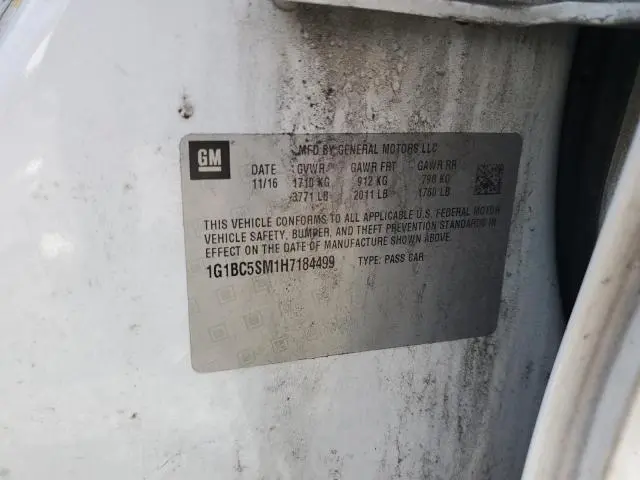 GM
MFD BY GENERAL MOTORS LLC
DATE GVWR GAWR FRT GAWR RR
11/16 1710 KG 912 KG 798 KG
3771 LB 2011 LB 1760 LB
THIS VEHICLE CONFORMS TO ALL APPLICABLE U.S. FEDERAL MOTOR
VEHICLE SAFETY, BUMPER, AND THEFT PREVENTION STANDARDS IN
EFFECT ON THE DATE OF MANUFACTURE SHOWN ABOVE.
1G1BC5SM1H7184499 TYPE: PASS CAR